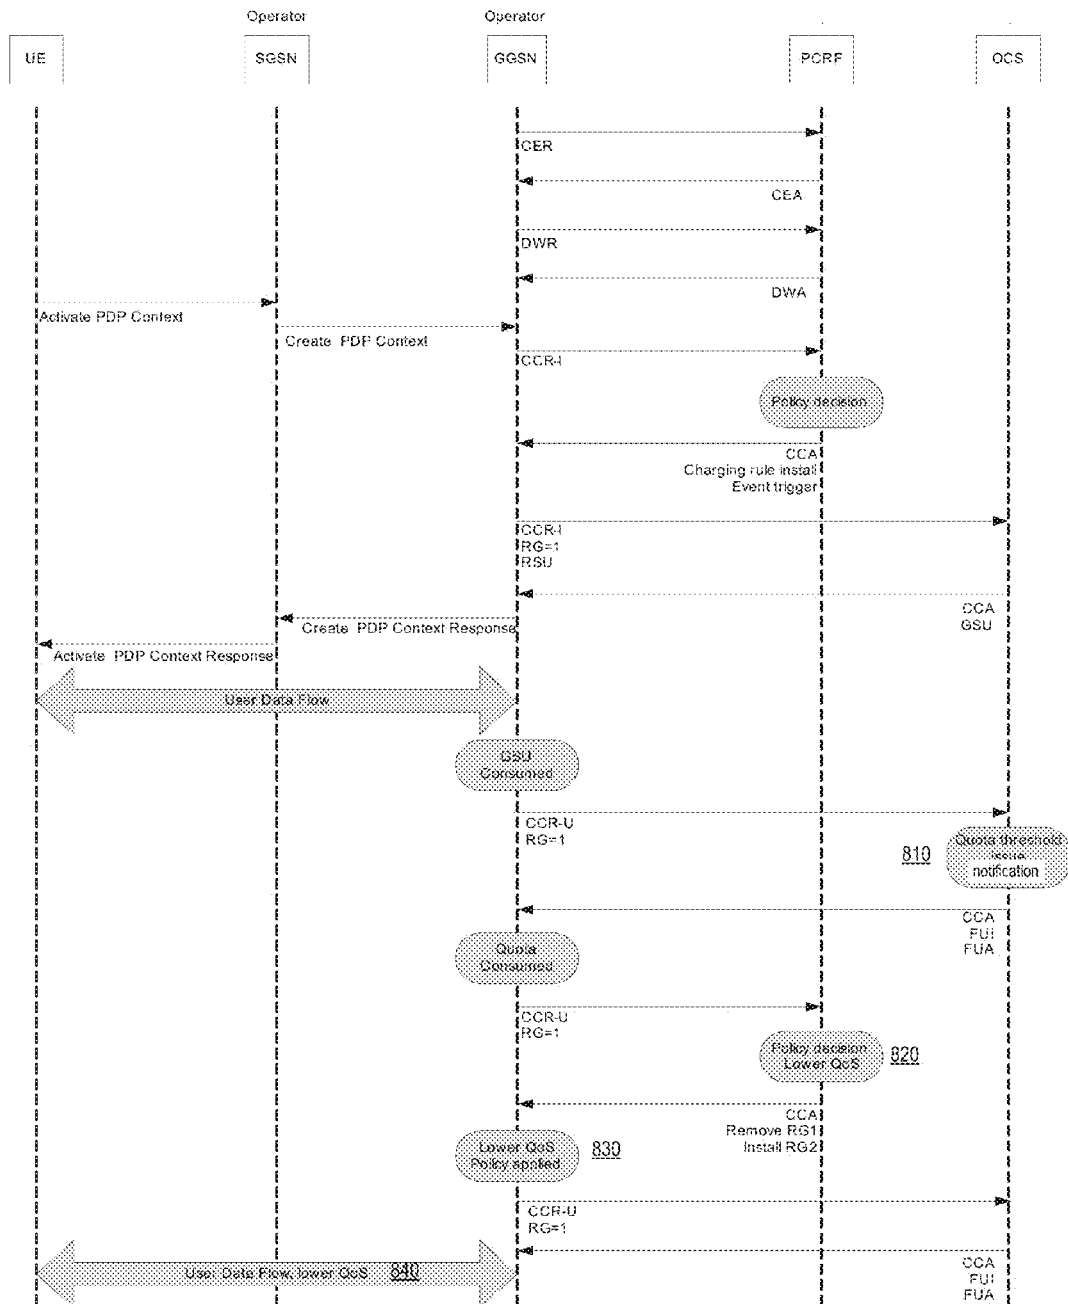 Operator
Operator
UE
SGSN
GGSN
PCRF
OCS
CER
CEA
DWR
DWA
Activate PDP Context
Create PDP Context
CCR-I
Policy decision
CCA
Charging rule install
Event trigger
CCR-I
RG=1
RSU
CCA
GSU
Create PDP Context Response
Activate PDP Context Response
User Data Flow
GSU
Consumed
CCR-U
RG=1
810
Quota threshold
notification
CCA
FUI
FUA
Quota
Consumed
CCR-U
RG=1
Policy decision
Lower QoS
820
CCA
Remove RG1
Install RG2
Lower QoS
Policy applied
830
CCR-U
RG=1
CCA
FUI
FUA
User Data Flow, lower QoS 840